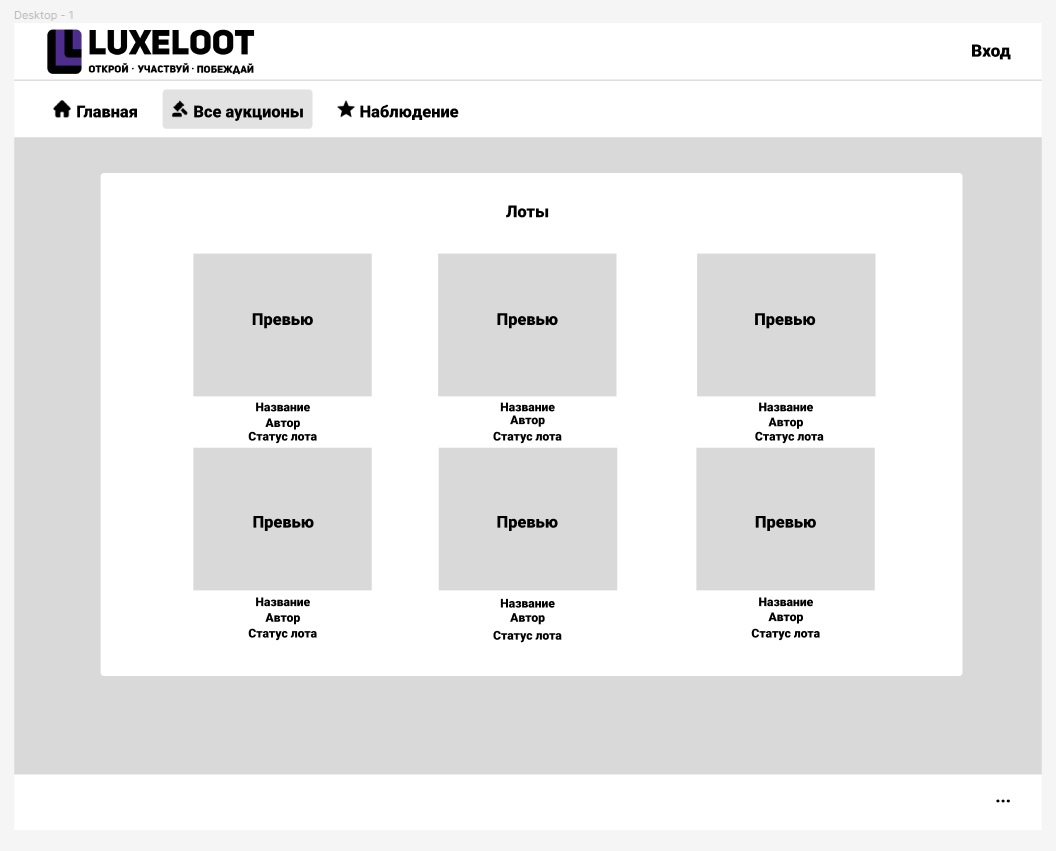 Desktop - 1
LUXELOOT
ОТКРОЙ · УЧАСТВУЙ · ПОБЕЖДАЙ
Вход
Главная
Все аукционы
Наблюдение
Лоты
Превью
Превью
Превью
Название
Название
Название
Автор
Автор
Автор
Статус лота
Статус лота
Статус лота
Превью
Превью
Превью
Название
Название
Название
Автор
Автор
Автор
Статус лота
Статус лота
Статус лота
...